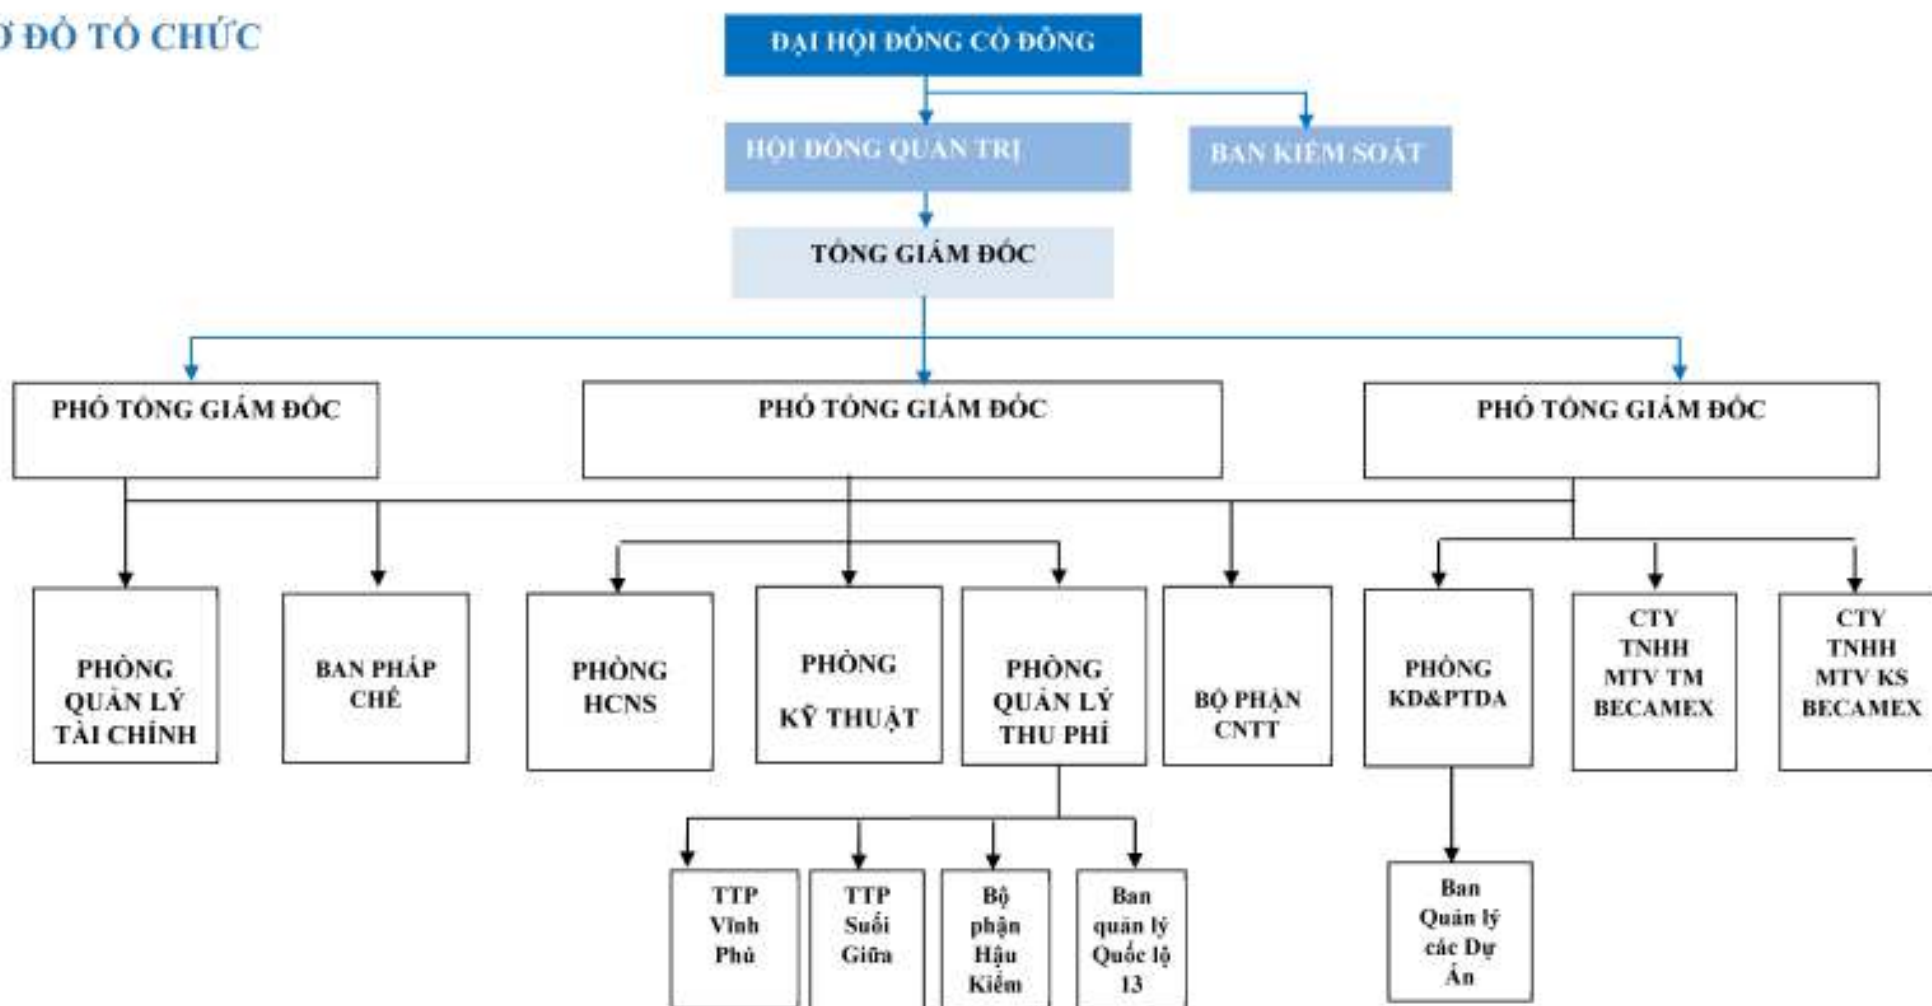 Ơ ĐỒ TỔ CHỨC
ĐẠI HỘI ĐỒNG CỔ ĐÔNG
HỘI ĐỒNG QUẢN TRỊ
BAN KIỂM SOÁT
TỔNG GIÁM ĐỐC
PHÓ TỔNG GIÁM ĐỐC
PHÓ TỔNG GIÁM ĐỐC
PHÓ TỔNG GIÁM ĐỐC
PHÒNG
QUẢN LÝ
TÀI CHÍNH
BAN PHÁP
CHẾ
PHÒNG
HCNS
PHÒNG
KỸ THUẬT
PHÒNG
QUẢN LÝ
THU PHÍ
BỘ PHẬN
CNTT
PHÒNG
KD&PTDA
CTY
TNHH
MTV TM
BECAMEX
CTY
TNHH
MTV KS
BECAMEX
TTP
Vĩnh
Phú
TTP
Suối
Giữa
Bộ
phận
Hậu
Kiểm
Ban
quản lý
Quốc lộ
13
Ban
Quản lý
các Dự
Án